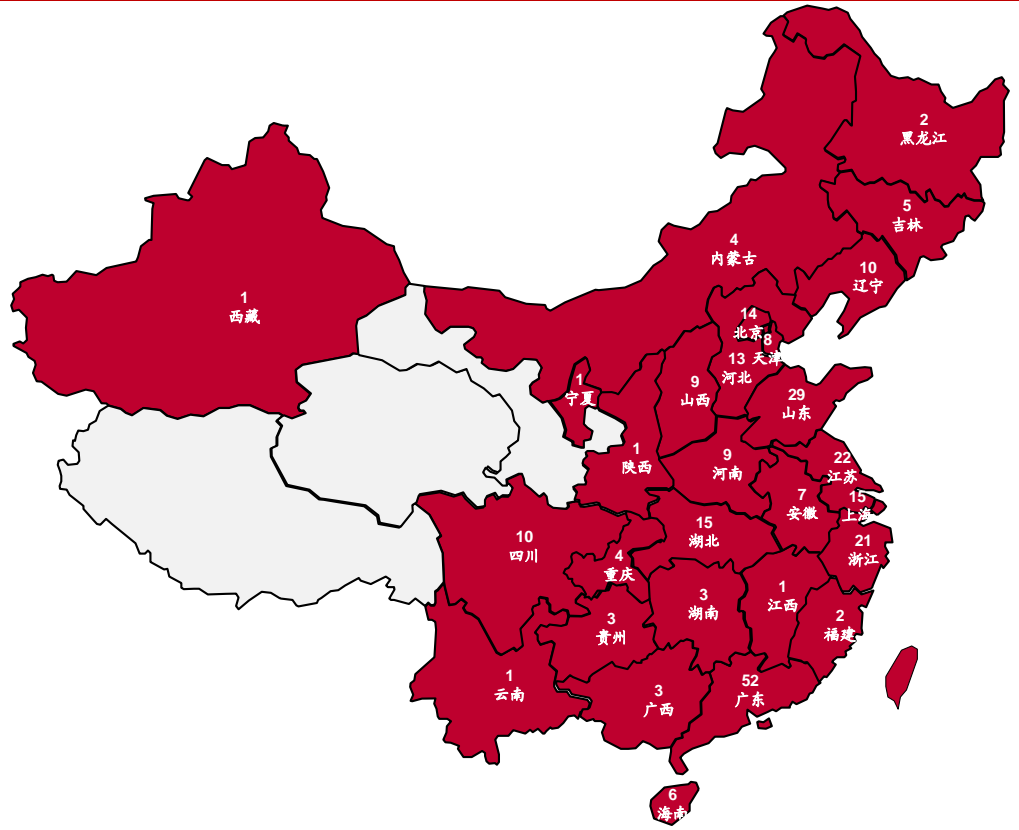 2
黑龙江
5
吉林
4
内蒙古
10
辽宁
1
西藏
14
北京
8
天津
13
河北
1
宁夏
9
山西
29
山东
1
陕西
9
河南
22
江苏
7
安徽
15
上海
15
湖北
21
浙江
10
四川
4
重庆
3
湖南
1
江西
2
福建
3
贵州
1
云南
3
广西
52
广东
6
海南